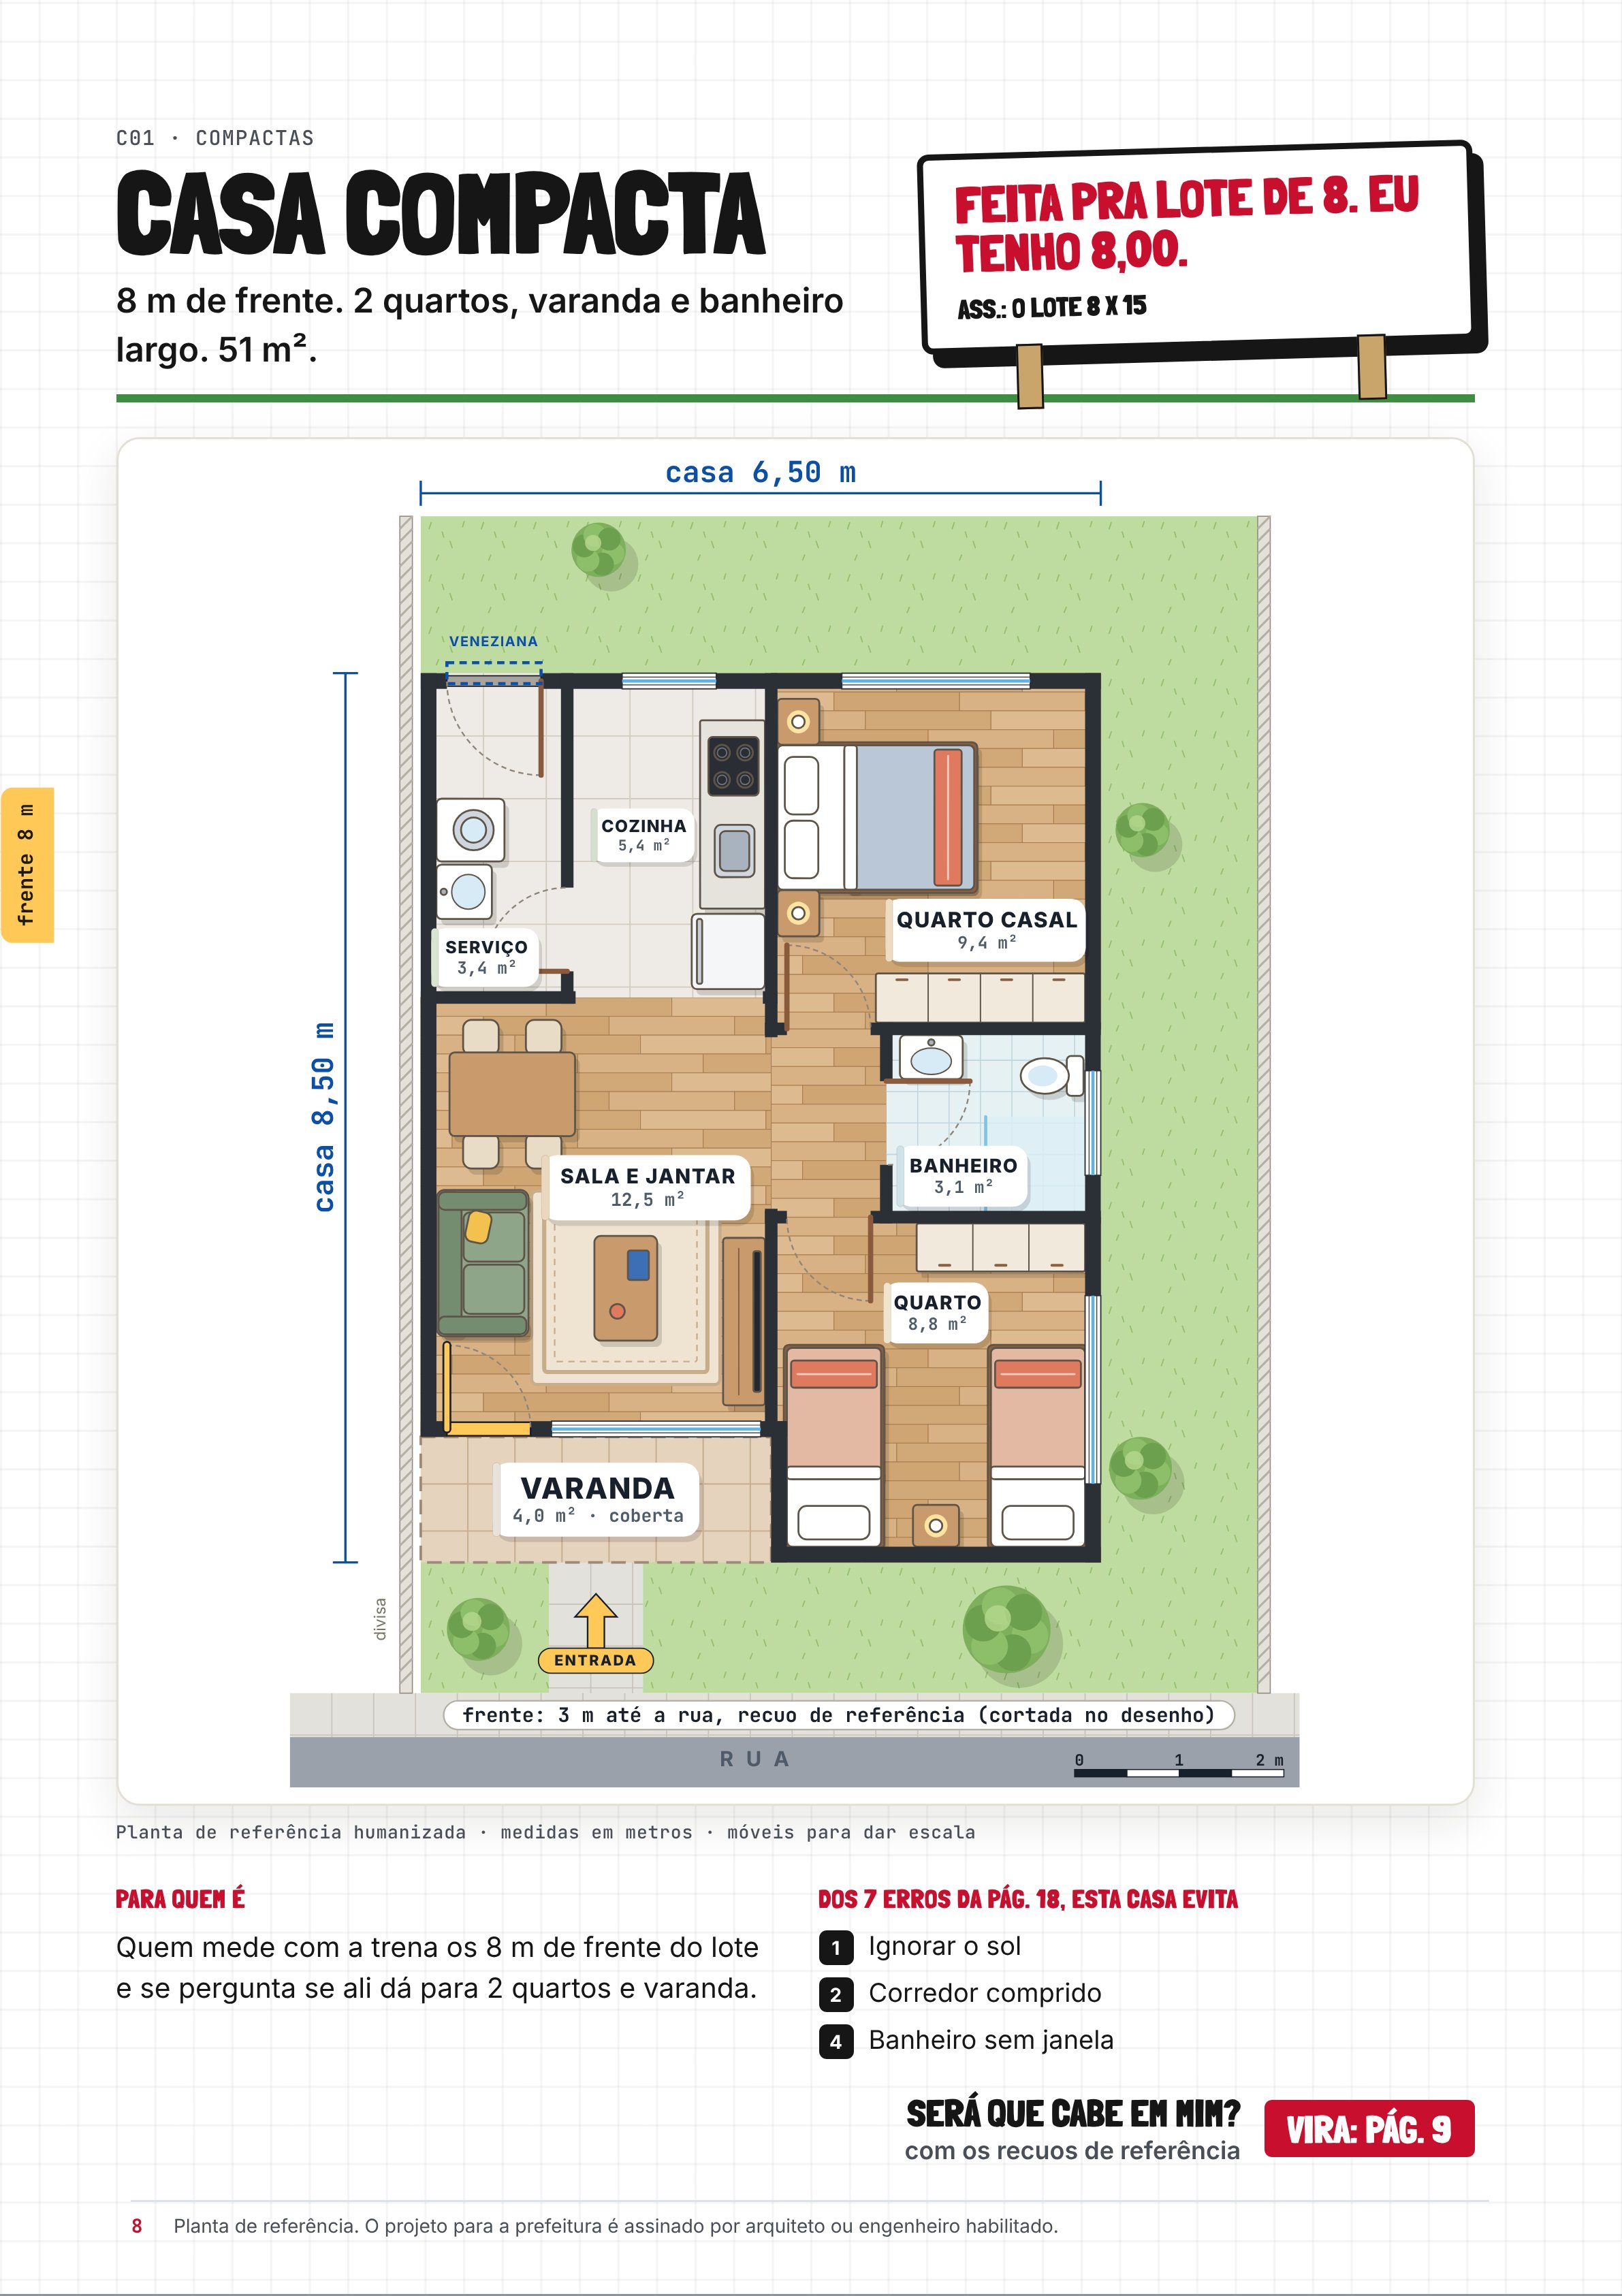 C01 · COMPACTAS
CASA COMPACTA
8 m de frente. 2 quartos, varanda e banheiro
largo. 51 m².
FEITA PRA LOTE DE 8. EU
TENHO 8,00.
ASS.: O LOTE 8 X 15
frente 8 m
casa 6,50 m
VENEZIANA
COZINHA
5,4 m²
QUARTO CASAL
9,4 m²
SERVIÇO
3,4 m²
casa 8,50 m
BANHEIRO
3,1 m²
SALA E JANTAR
12,5 m²
QUARTO
8,8 m²
VARANDA
4,0 m² · coberta
divisa
ENTRADA
frente: 3 m até a rua, recuo de referência (cortada no desenho)
RUA
0 1 2 m
Planta de referência humanizada · medidas em metros · móveis para dar escala
PARA QUEM É
Quem mede com a trena os 8 m de frente do lote
e se pergunta se ali dá para 2 quartos e varanda.
DOS 7 ERROS DA PÁG. 18, ESTA CASA EVITA
1 Ignorar o sol
2 Corredor comprido
4 Banheiro sem janela
SERÁ QUE CABE EM MIM?
com os recuos de referência
VIRA: PÁG. 9
8 Planta de referência. O projeto para a prefeitura é assinado por arquiteto ou engenheiro habilitado.